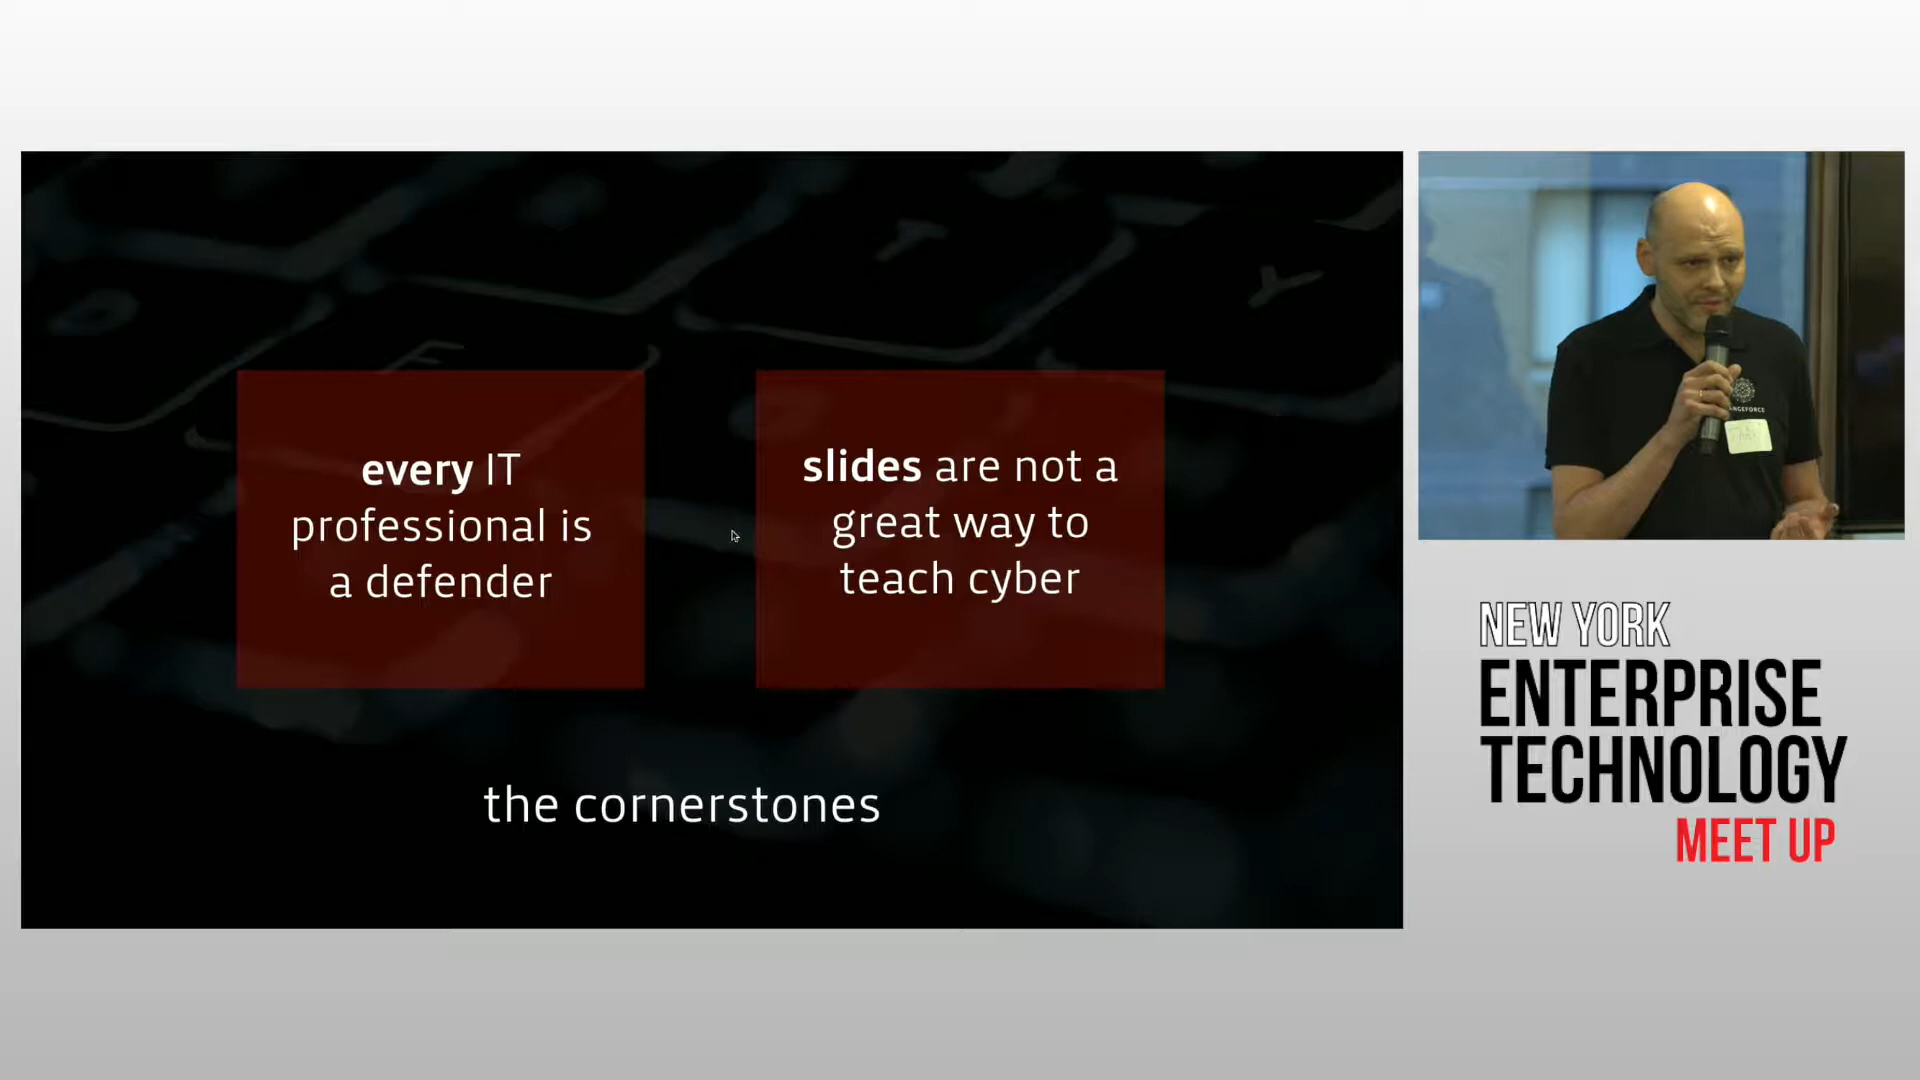 every IT
professional is
a defender
slides are not a
great way to
teach cyber
the cornerstones
NEW YORK
ENTERPRISE
TECHNOLOGY
MEET UP